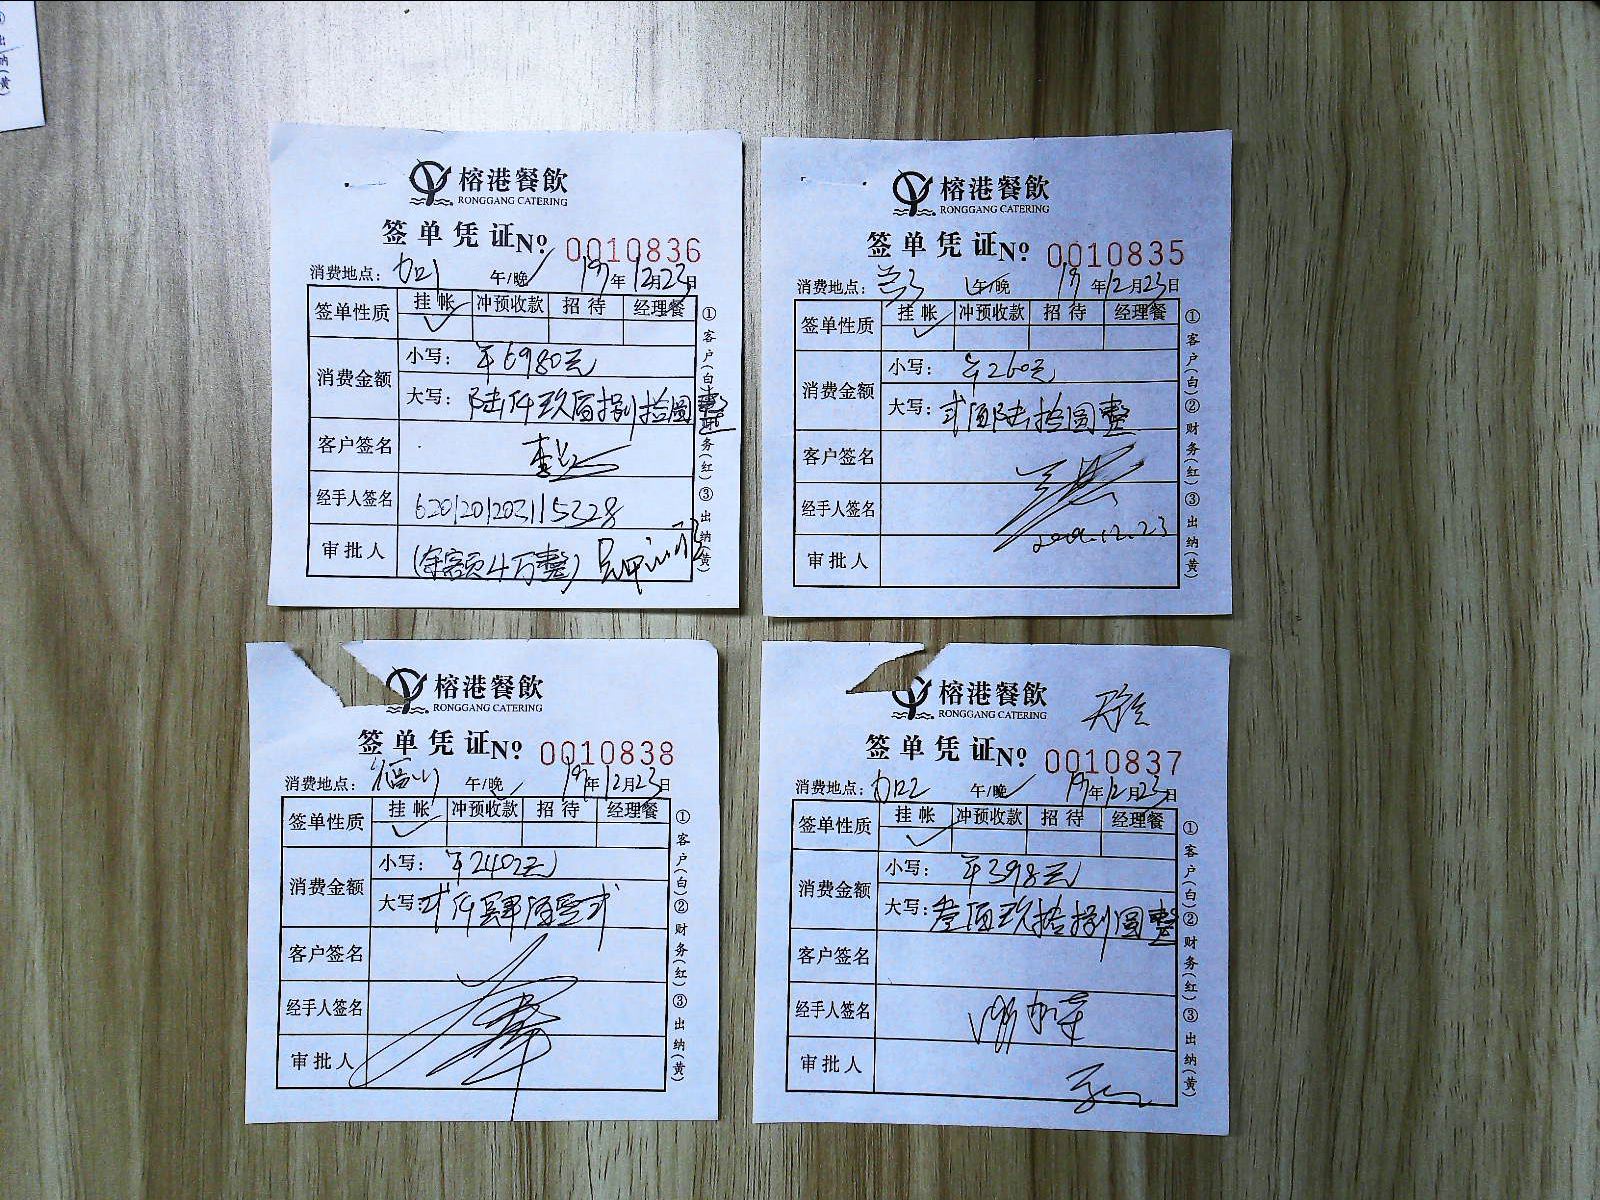 榕港餐飲
RONGGANG CATERING
签单凭证 No 0010836
消费地点： 午/晚 19年12月23日
签单性质 挂帐 冲预收款 招待 经理餐
消费金额 小写：¥6980元
大写：陆仟玖佰捌拾圆整
客户签名
经手人签名 6201201203115328
审批人 (余额4万整)
①客户(白)②财务(红)③出纳(黄)
榕港餐飲
RONGGANG CATERING
签单凭证 No 0010835
消费地点： 午/晚 19年12月23日
签单性质 挂帐 冲预收款 招待 经理餐
消费金额 小写：¥260元
大写：贰佰陆拾圆整
客户签名
经手人签名
审批人
①客户(白)②财务(红)③出纳(黄)
榕港餐飲
RONGGANG CATERING
签单凭证 No 0010838
消费地点： 午/晚 19年12月23日
签单性质 挂帐 冲预收款 招待 经理餐
消费金额 小写：¥2402元
大写：贰仟肆佰零贰
客户签名
经手人签名
审批人
①客户(白)②财务(红)③出纳(黄)
榕港餐飲
RONGGANG CATERING
签单凭证 No 0010837
消费地点： 午/晚 19年12月23日
签单性质 挂帐 冲预收款 招待 经理餐
消费金额 小写：¥398元
大写：叁佰玖拾捌圆整
客户签名
经手人签名
审批人
①客户(白)②财务(红)③出纳(黄)